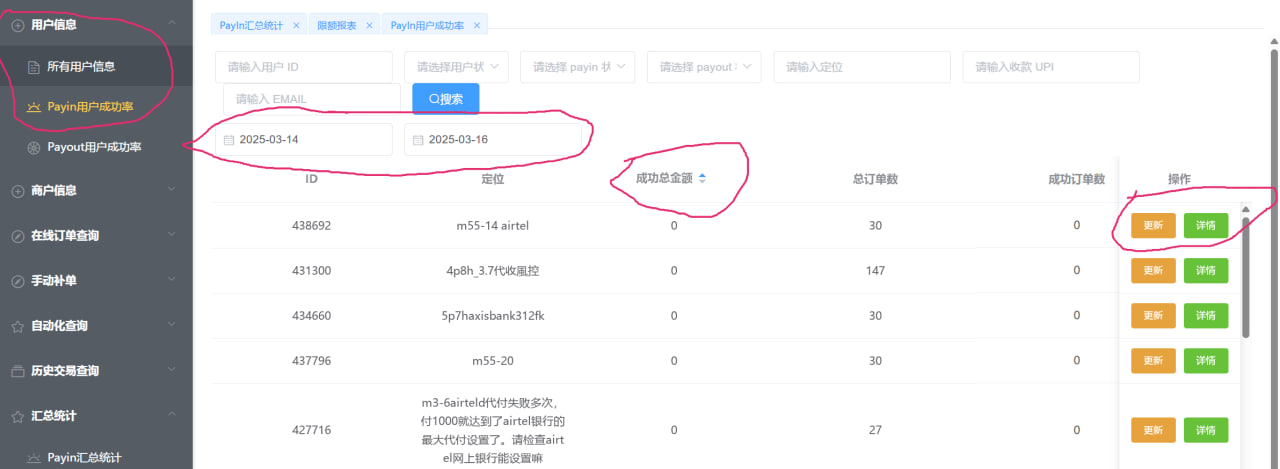 用户信息
所有用户信息
Payin用户成功率
Payout用户成功率
商户信息
在线订单查询
手动补单
自动化查询
历史交易查询
汇总统计
Payin汇总统计
PayIn汇总统计 × 限额报表 × PayIn用户成功率 ×
请输入用户 ID 请选择用户状 请选择 payin 状 请选择 payout 请输入定位 请输入收款 UPI
请输入 EMAIL 搜索
2025-03-14 2025-03-16
ID 定位 成功总金额 总订单数 成功订单数 操作
438692 m55-14 airtel 0 30 0 更新 详情
431300 4p8h_3.7代收風控 0 147 0 更新 详情
434660 5p7haxisbank312fk 0 30 0 更新 详情
437796 m55-20 0 30 0 更新 详情
m3-6airteld代付失败多次，
付1000就达到了airtel银行的
427716 最大代付设置了。请检查airt 0 27 0 更新 详情
el网上银行能设置嘛